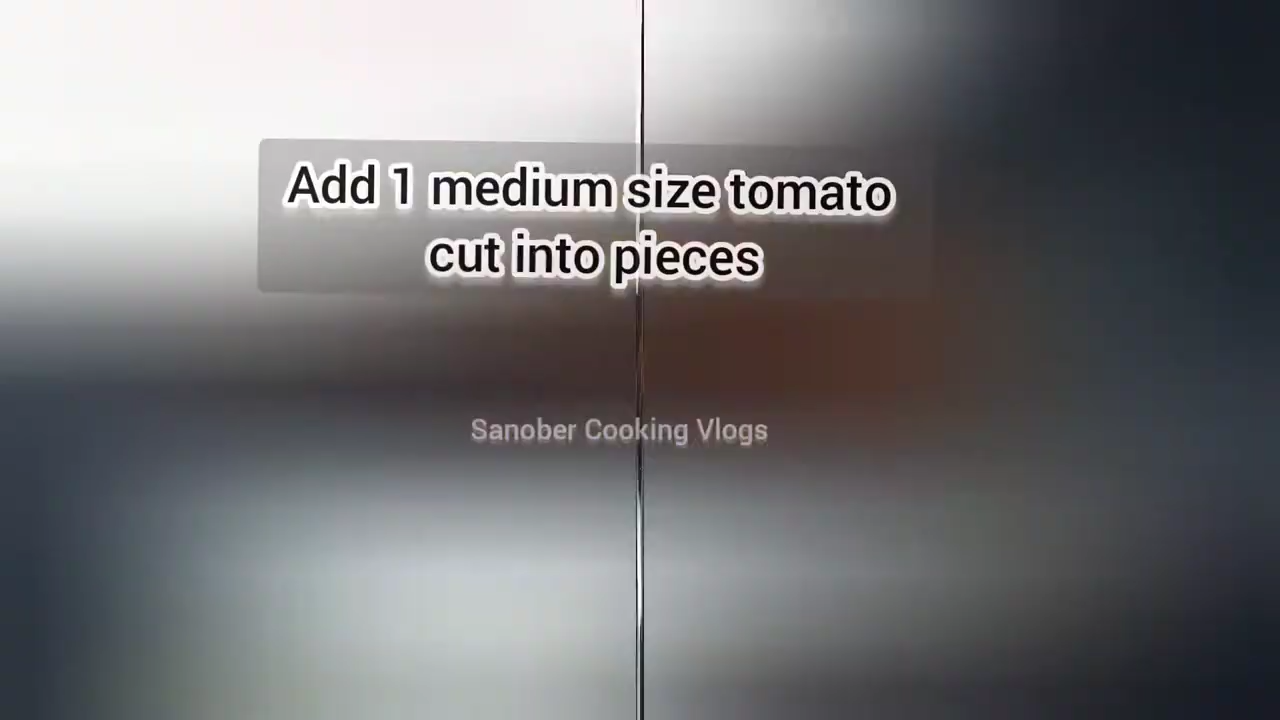 Add 1 medium size tomato
cut into pieces
Sanober Cooking Vlogs